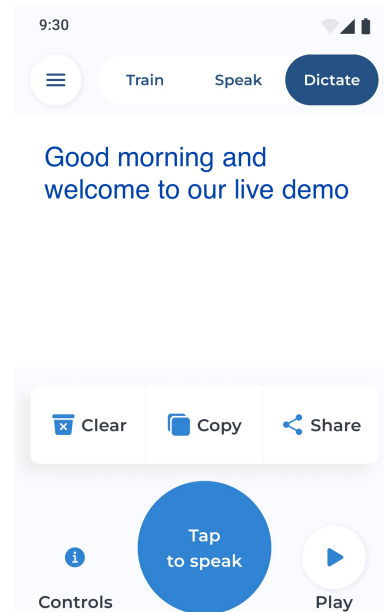 9:30
Train Speak Dictate
Good morning and
welcome to our live demo
Clear Copy Share
Tap
to speak
Controls Play